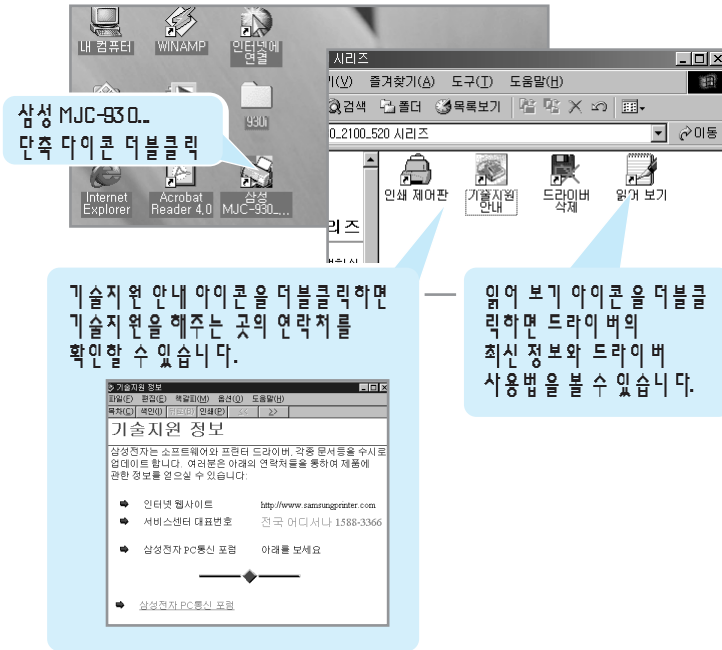 내 컴퓨터
WINAMP
인터넷에
연결
9301
삼성 MJC-930...
단축 다이콘 더블클릭
Internet
Explorer
Acrobat
Reader 4.0
삼성
MJC-930_...
시리즈
(V) 즐겨찾기(A) 도구(T) 도움말(H)
검색 폴더 목록보기
0_2100_520 시리즈
이동
인쇄 제어판
기술지원
안내
드라이버
삭제
읽어 보기
리즈
기술지원 안내 아이콘을 더블클릭하면
기술지원을 해주는 곳의 연락처를
확인할 수 있습니다.
읽어 보기 아이콘을 더블클
릭하면 드라이버의
최신 정보와 드라이버
사용법을 볼 수 있습니다.
기술지원 정보
파일(F) 편집(E) 책갈피(M) 옵션(O) 도움말(H)
목차(C) 색인(I) 뒤로(B) 인쇄(P) << >>
기술지원 정보
삼성전자는 소프트웨어와 프린터 드라이버, 각종 문서등을 수시로
업데이트 합니다. 여러분은 아래의 연락처들을 통하여 제품에
관한 정보를 얻으실 수 있습니다:
인터넷 웹사이트 http://www.samsungprinter.com
서비스센터 대표번호 전국 어디서나 1588-3366
삼성전자 PC통신 포럼 아래를 보세요
삼성전자 PC통신 포럼